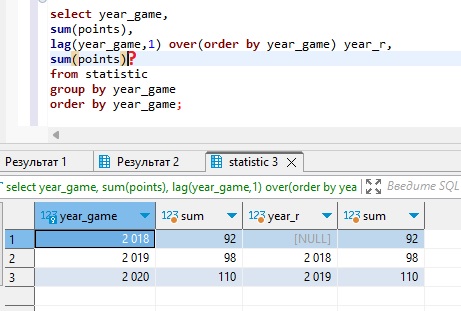 select year_game,
sum(points),
lag(year_game,1) over(order by year_game) year_r,
sum(points)?
from statistic
group by year_game
order by year_game;
Результат 1 Результат 2 statistic 3
select year_game, sum(points), lag(year_game,1) over(order by yea Введите SQL
123 year_game 123 sum 123 year_r 123 sum
1 2 018 92 [NULL] 92
2 2 019 98 2 018 98
3 2 020 110 2 019 110